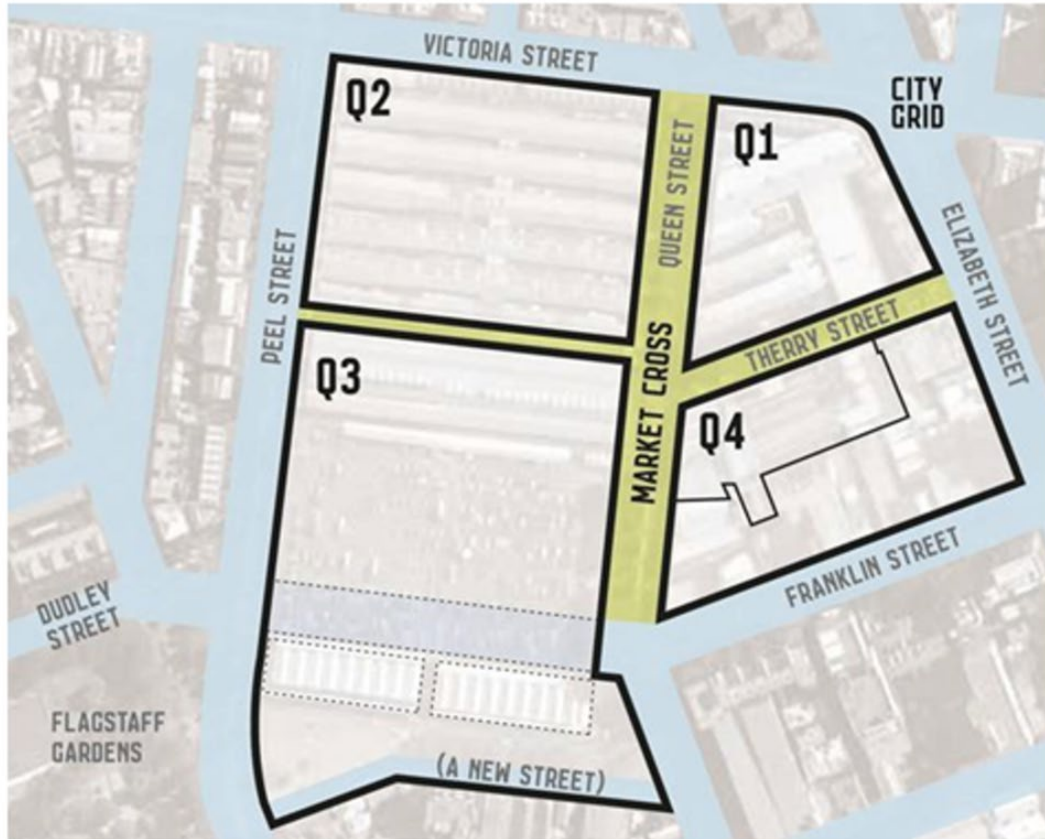 VICTORIA STREET
CITY
GRID
Q2
Q1
QUEEN STREET
PEEL STREET
ELIZABETH STREET
THERRY STREET
MARKET CROSS
Q3
Q4
FRANKLIN STREET
DUDLEY
STREET
FLAGSTAFF
GARDENS
(A NEW STREET)